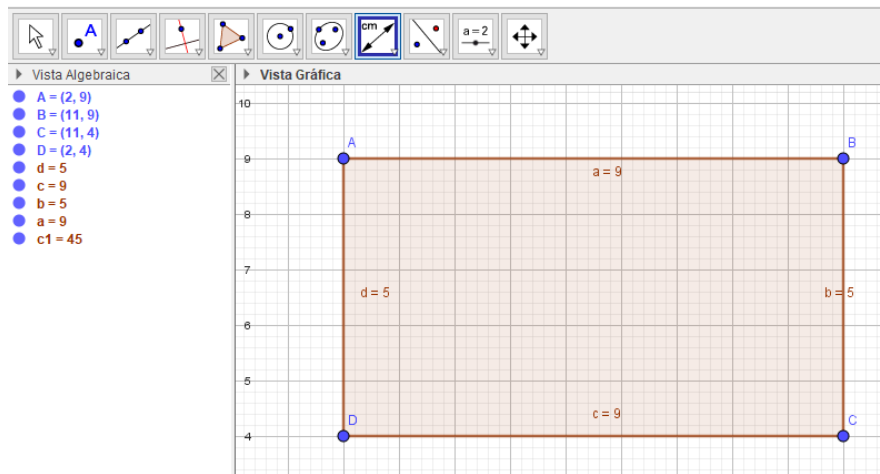 A
cm
a = 2
Vista Algebraica
Vista Gráfica
A = (2, 9)
B = (11, 9)
C = (11, 4)
D = (2, 4)
d = 5
c = 9
b = 5
a = 9
c1 = 45
10
9
8
7
6
5
4
A
B
a = 9
d = 5
b = 5
c = 9
D
C